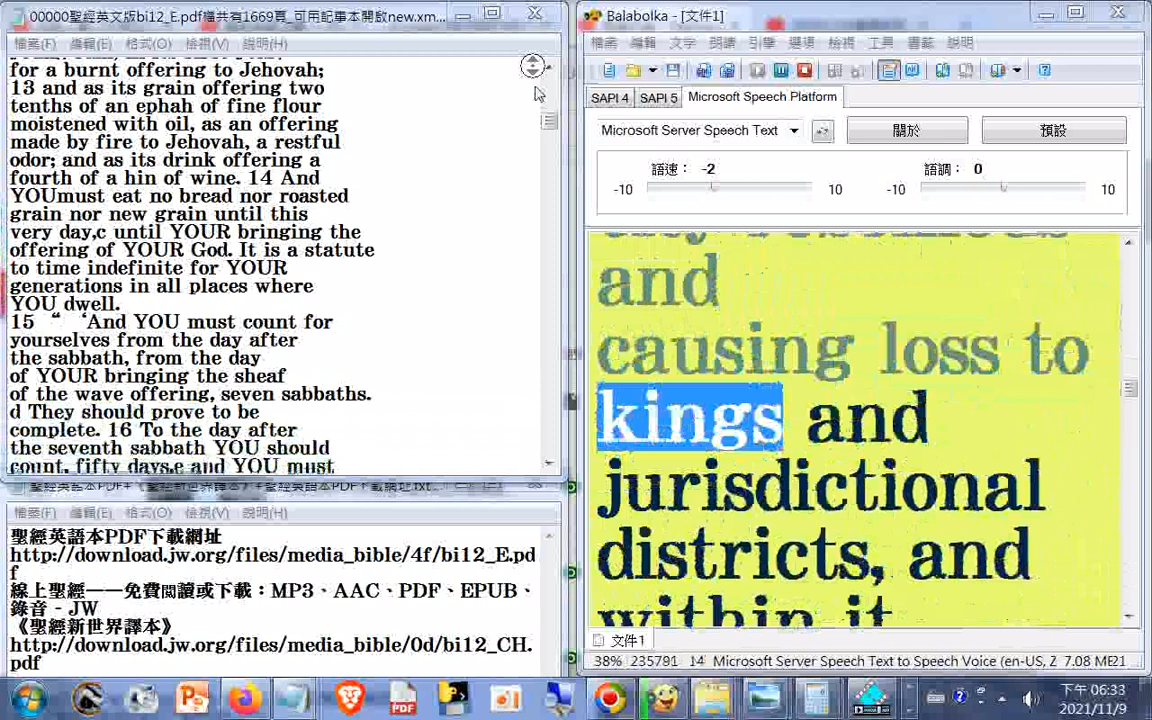 00000聖經英文版bi12_E.pdf檔共有1669頁_可用記事本開啟new.xm...
檔案(F) 編輯(E) 格式(O) 檢視(V) 說明(H)
for a burnt offering to Jehovah;
13 and as its grain offering two
tenths of an ephah of fine flour
moistened with oil, as an offering
made by fire to Jehovah, a restful
odor; and as its drink offering a
fourth of a hin of wine. 14 And
YOUmust eat no bread nor roasted
grain nor new grain until this
very day,c until YOUR bringing the
offering of YOUR God. It is a statute
to time indefinite for YOUR
generations in all places where
YOU dwell.
15 “ ‘And YOU must count for
yourselves from the day after
the sabbath, from the day
of YOUR bringing the sheaf
of the wave offering, seven sabbaths.
d They should prove to be
complete. 16 To the day after
the seventh sabbath YOU should
count, fifty days,e and YOU must
檔案(F) 編輯(E) 格式(O) 檢視(V) 說明(H)
聖經英語本PDF下載網址
http://download.jw.org/files/media_bible/4f/bi12_E.pd
f
線上聖經——免費閱讀或下載：MP3、AAC、PDF、EPUB、
錄音 - JW
《聖經新世界譯本》
http://download.jw.org/files/media_bible/0d/bi12_CH.
pdf
Balabolka - [文件1]
檔案 編輯 文字 朗讀 引擎 選項 檢視 工具 書籤 說明
SAPI 4 SAPI 5 Microsoft Speech Platform
Microsoft Server Speech Text 關於 預設
語速： -2 語調： 0
-10 10 -10 10
and
causing loss to
kings and
jurisdictional
districts, and
within it
文件1
38% 235791 14 Microsoft Server Speech Text to Speech Voice (en-US, Z 7.08 ME21
下午 06:33
2021/11/9